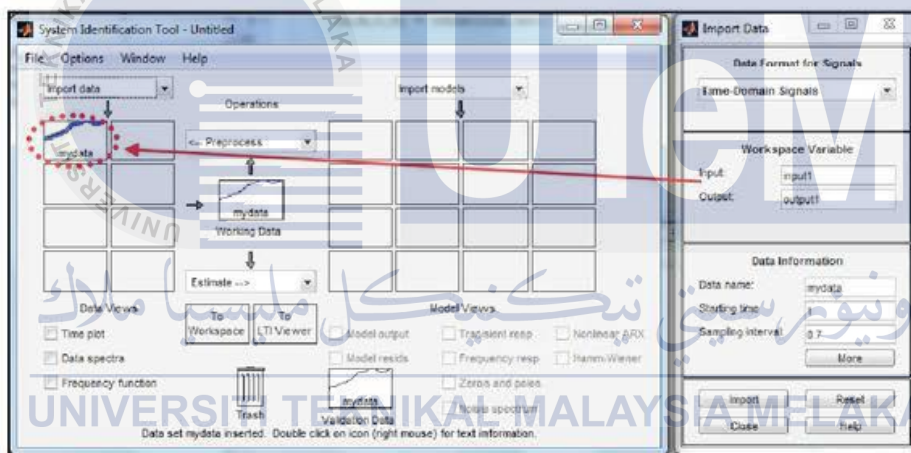 System Identification Tool - Untitled
File Options Window Help
Import data
Import models
Operations
<-- Preprocess
mydata
mydata
Working Data
Estimate -->
Data Views
Time plot
Data spectra
Frequency function
To Workspace
To LTI Viewer
Trash
mydata
Validation Data
Model Views
Model output
Transient resp
Nonlinear ARX
Model resids
Frequency resp
Hamm-Wiener
Zeros and poles
Noise spectrum
Data set mydata inserted. Double click on icon (right mouse) for text information.
Import Data
Data Format for Signals
Time-Domain Signals
Workspace Variable
Input: input1
Output: output1
Data Information
Data name: mydata
Starting time 1
Sampling interval: 0.7
More
Import
Reset
Close
Help
UTeM
UNIVERSITI TEKNIKAL MALAYSIA MELAKA